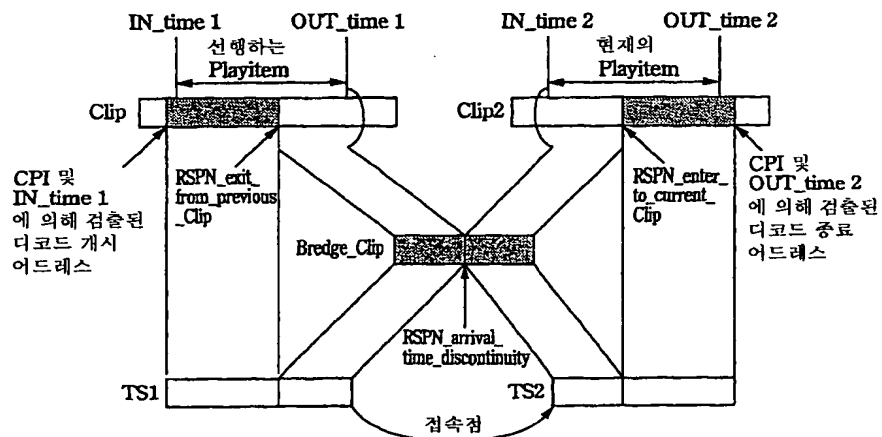 IN_time 1
OUT_time 1
IN_time 2
OUT_time 2
선행하는
Playitem
현재의
Playitem
Clip
Clip2
CPI 및
IN_time 1
에 의해 검출된
디코드 개시
어드레스
RSPN_exit_
from_previous
_Clip
RSPN_enter_
to_current_
Clip
CPI 및
OUT_time 2
에 의해 검출된
디코드 종료
어드레스
Bredge_Clip
RSPN_arrival_
time_discontinuity
TS1
TS2
접속점